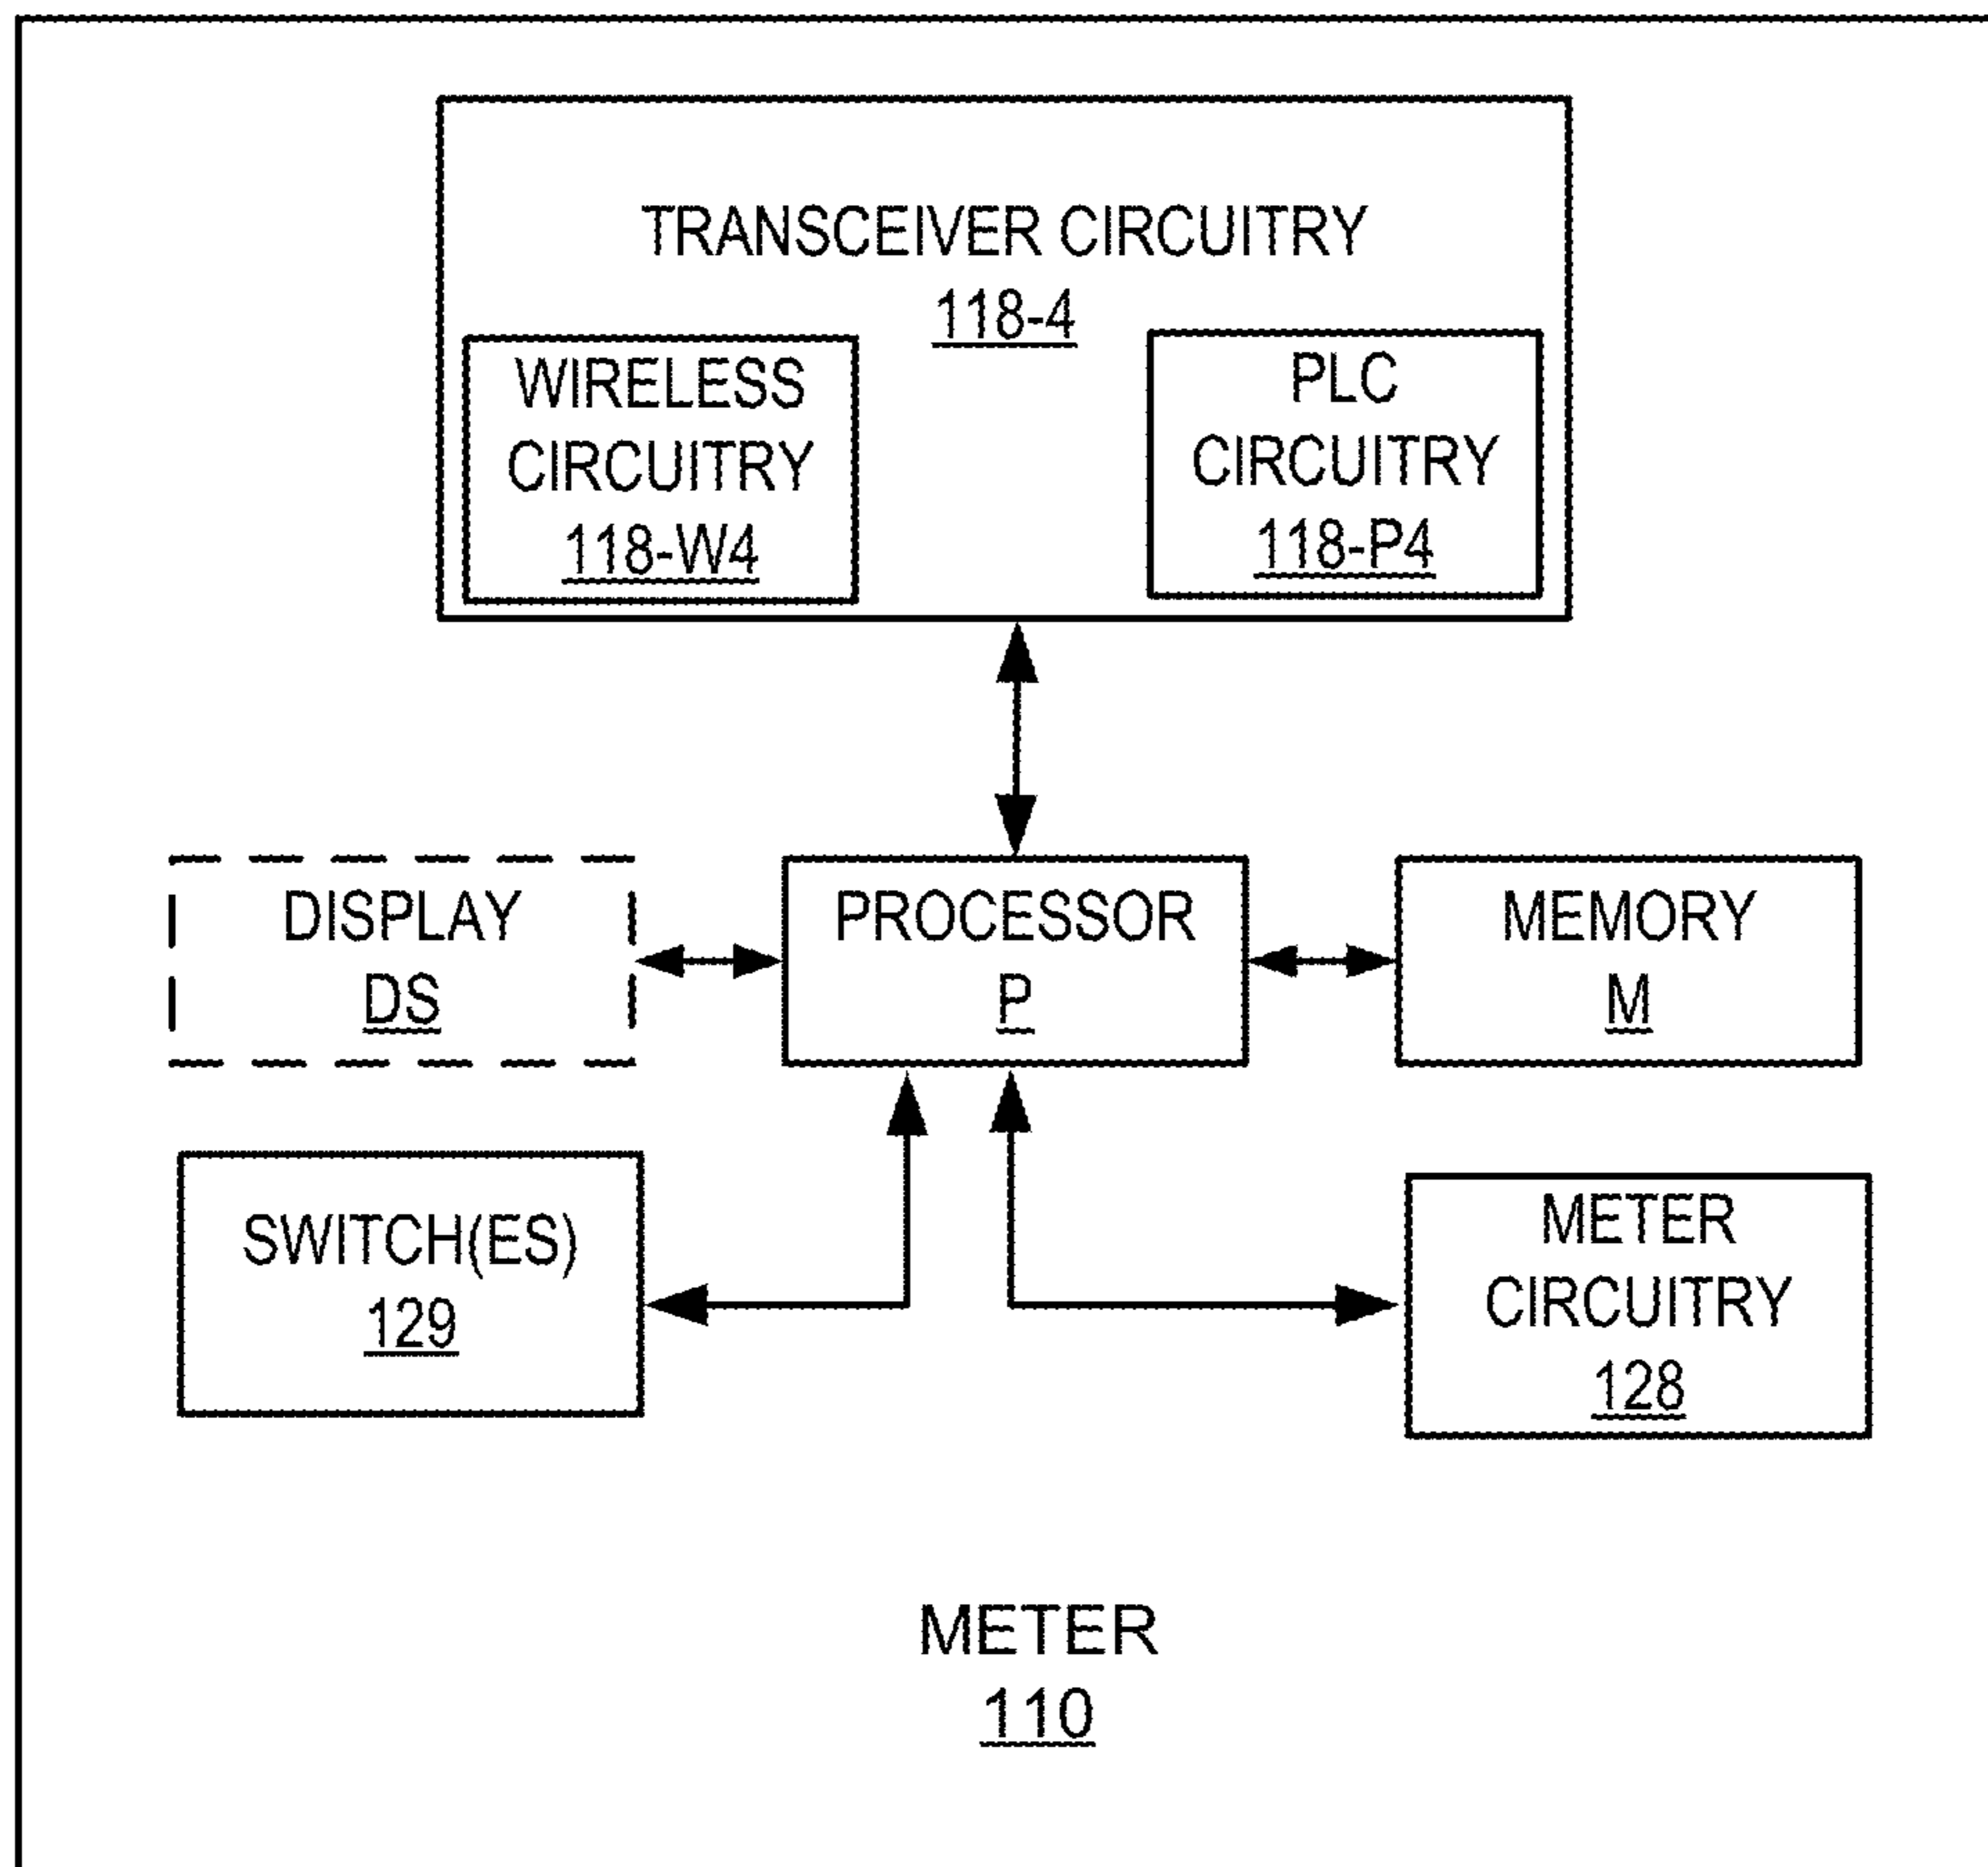 TRANSCEIVER CIRCUITRY
118-4
WIRELESS
CIRCUITRY
118-W4
PLC
CIRCUITRY
118-P4
DISPLAY
DS
PROCESSOR
P
MEMORY
M
SWITCH(ES)
129
METER
CIRCUITRY
128
METER
110